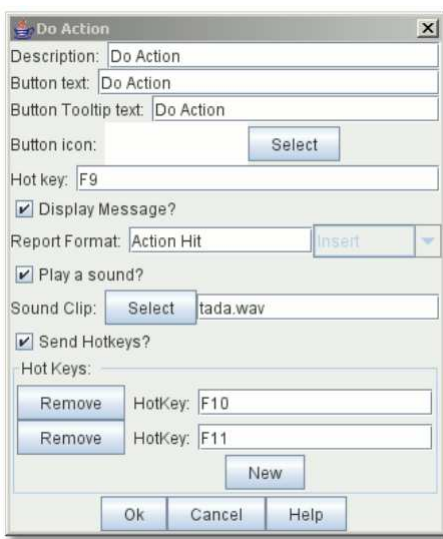 Do Action
Description: Do Action
Button text: Do Action
Button Tooltip text: Do Action
Button icon: Select
Hot key: F9
Display Message?
Report Format: Action Hit Insert
Play a sound?
Sound Clip: Select tada.wav
Send Hotkeys?
Hot Keys:
Remove HotKey: F10
Remove HotKey: F11
New
Ok Cancel Help